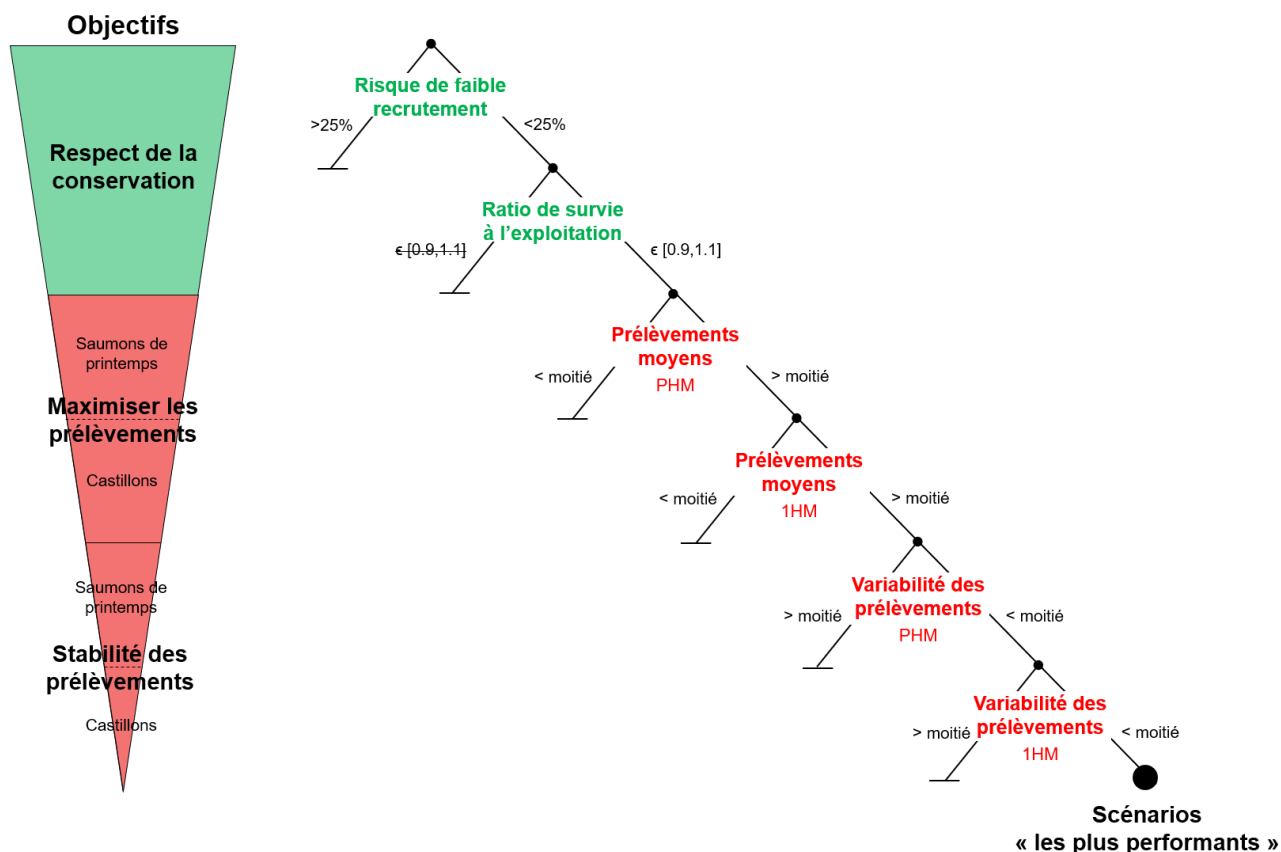 Objectifs
Respect de la
conservation
Saumons de
printemps
Maximiser les
prélèvements
Castillons
Saumons de
printemps
Stabilité des
prélèvements
Castillons
Risque de faible
recrutement
>25%
<25%
Ratio de survie
à l'exploitation
ϵ [0.9,1.1]
ϵ [0.9,1.1]
Prélèvements
moyens
PHM
< moitié
> moitié
Prélèvements
moyens
1HM
< moitié
> moitié
Variabilité des
prélèvements
PHM
> moitié
< moitié
Variabilité des
prélèvements
1HM
> moitié
< moitié
Scénarios
« les plus performants »